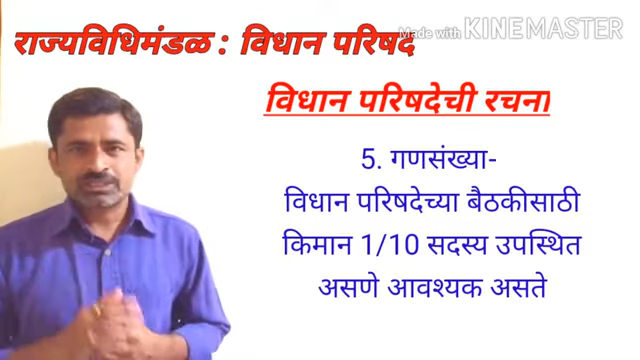 राज्यविधिमंडळ : विधान परिषद
Made with KINEMASTER
विधान परिषदेची रचना
5. गणसंख्या-
विधान परिषदेच्या बैठकीसाठी
किमान 1/10 सदस्य उपस्थित
असणे आवश्यक असते